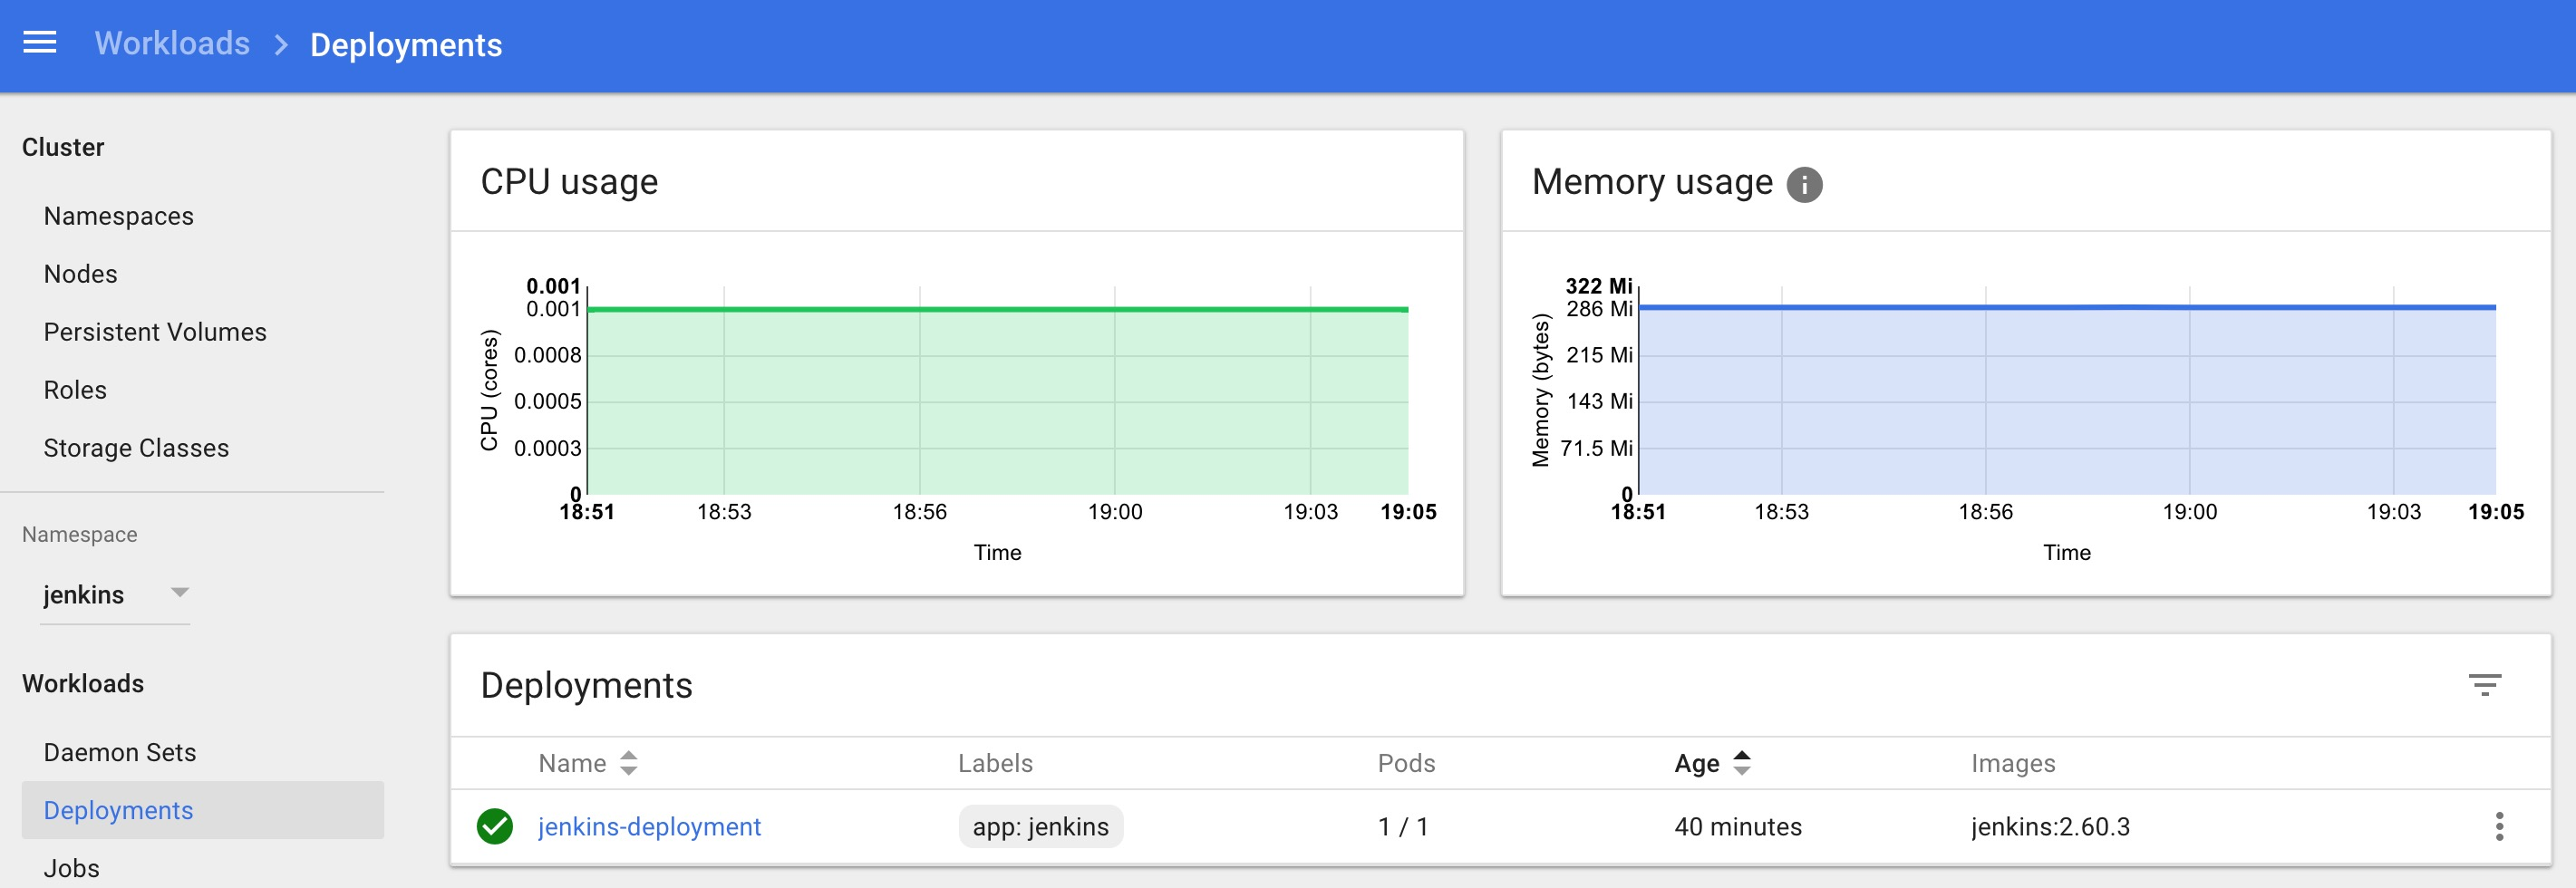 Workloads > Deployments
Cluster
Namespaces
Nodes
Persistent Volumes
Roles
Storage Classes
Namespace
jenkins
Workloads
Daemon Sets
Deployments
Jobs
CPU usage
CPU (cores)
0.001
0.001
0.0008
0.0005
0.0003
0
18:51 18:53 18:56 19:00 19:03 19:05
Time
Memory usage i
Memory (bytes)
322 Mi
286 Mi
215 Mi
143 Mi
71.5 Mi
0
18:51 18:53 18:56 19:00 19:03 19:05
Time
Deployments
Name Labels Pods Age Images
jenkins-deployment app: jenkins 1 / 1 40 minutes jenkins:2.60.3